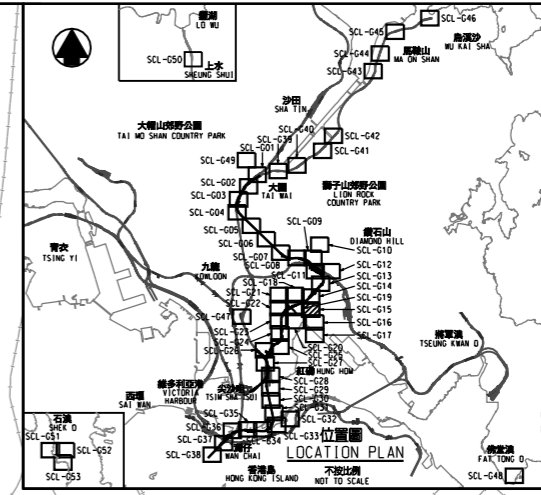 羅湖
LO WU
SCL-G50
上水
SHEUNG SHUI
SCL-G46
SCL-G45
烏溪沙
WU KAI SHA
SCL-G44
馬鞍山
MA ON SHAN
SCL-G43
沙田
SHA TIN
大帽山郊野公園
TAI MO SHAN COUNTRY PARK
SCL-G40
SCL-G39
SCL-G42
SCL-G01
SCL-G41
SCL-G49
SCL-G02
大圍
TAI WAI
獅子山郊野公園
LION ROCK
COUNTRY PARK
SCL-G03
SCL-G04
SCL-G09
SCL-G05
鑽石山
DIAMOND HILL
SCL-G06
SCL-G10
青衣
TSING YI
SCL-G07
SCL-G08
SCL-G12
九龍
KOWLOON
SCL-G11
SCL-G13
SCL-G18
SCL-G14
SCL-G21
SCL-G19
SCL-G22
SCL-G15
SCL-G47
SCL-G16
將軍澳
TSEUNG KWAN O
SCL-G23
SCL-G17
SCL-G24
SCL-G20
SCL-G26
SCL-G25
SCL-G27
紅磡
HUNG HOM
維多利亞港
VICTORIA
HARBOUR
尖沙咀
TSIM SHA TSUI
SCL-G28
西環
SAI WAN
SCL-G29
SCL-G30
SCL-G31
石澳
SHEK O
SCL-G35
SCL-G32
SCL-G51
SCL-G36
SCL-G34
SCL-G33
SCL-G52
SCL-G37
灣仔
WAN CHAI
位置圖
LOCATION PLAN
佛堂澳
FAT TONG O
SCL-G53
SCL-G38
香港島
HONG KONG ISLAND
不按比例
NOT TO SCALE
SCL-G48